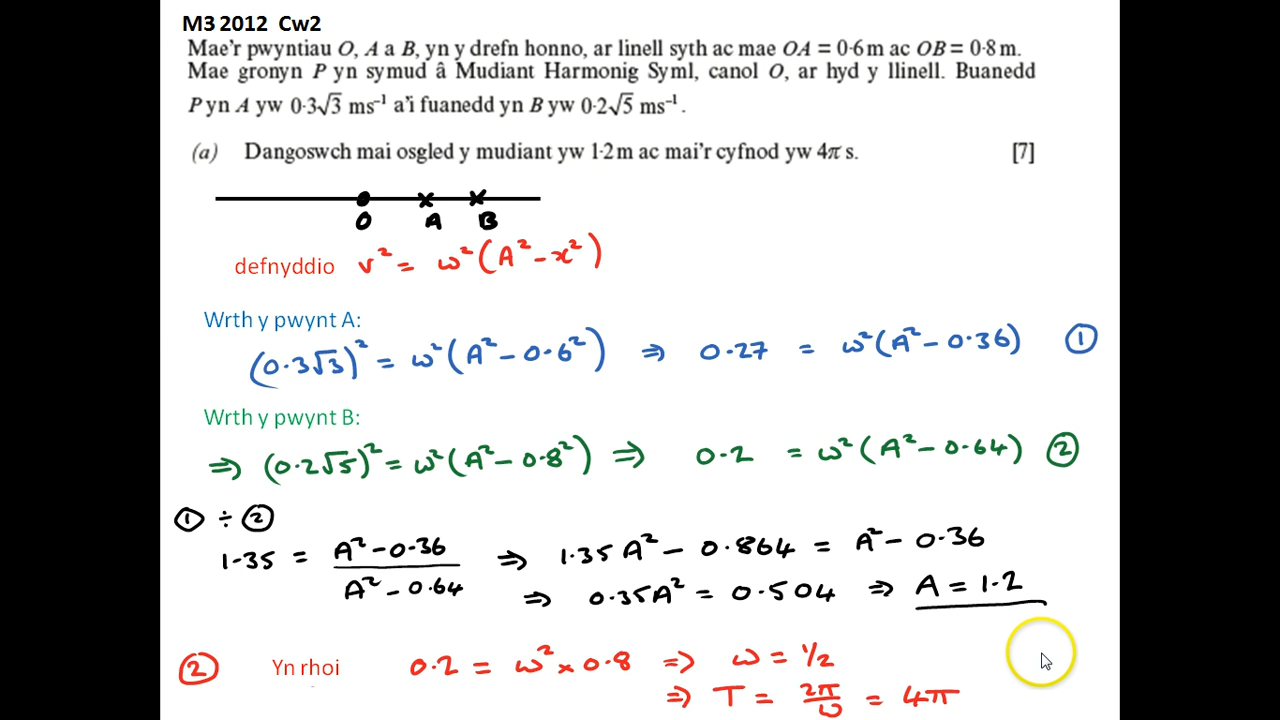 M3 2012 Cw2
Mae'r pwyntiau O, A a B, yn y drefn honno, ar linell syth ac mae OA = 0·6 m ac OB = 0·8 m.
Mae gronyn P yn symud â Mudiant Harmonig Syml, canol O, ar hyd y llinell. Buanedd
P yn A yw 0·3√3 ms⁻¹ a'i fuanedd yn B yw 0·2√5 ms⁻¹.
(a) Dangoswch mai osgled y mudiant yw 1·2 m ac mai'r cyfnod yw 4π s. [7]
O A B
defnyddio v² = ω²(A² − x²)
Wrth y pwynt A:
(0·3√3)² = ω²(A² − 0·6²) ⇒ 0·27 = ω²(A² − 0·36) ①
Wrth y pwynt B:
⇒ (0·2√5)² = ω²(A² − 0·8²) ⇒ 0·2 = ω²(A² − 0·64) ②
① ÷ ②
1·35 = (A² − 0·36)/(A² − 0·64) ⇒ 1·35A² − 0·864 = A² − 0·36
⇒ 0·35A² = 0·504 ⇒ A = 1·2
② Yn rhoi 0·2 = ω² × 0·8 ⇒ ω = 1/2
⇒ T = 2π/ω = 4π